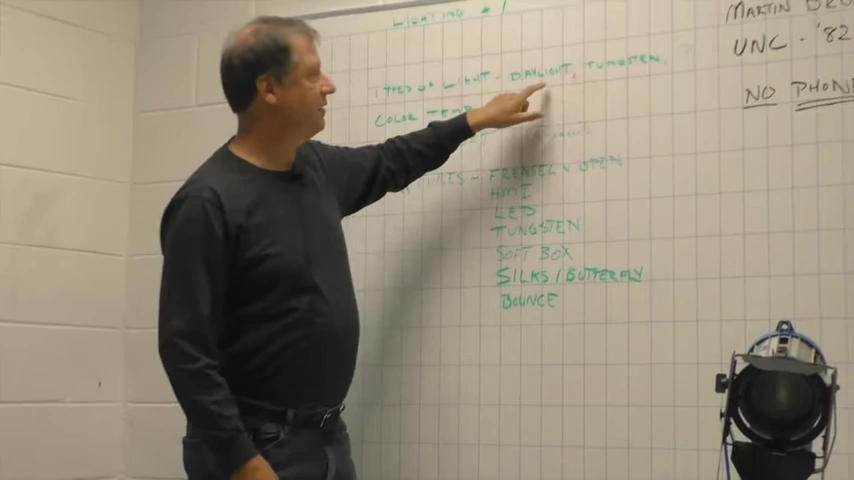 LIGHTING #1
TYPES OF LIGHT - DAYLIGHT, TUNGSTEN
COLOR TEMP
- FRENSEL V OPEN
HMI
LED
TUNGSTEN
SOFT BOX
SILKS/BUTTERFLY
BOUNCE
MARTIN
UNC - '82
NO PHONE